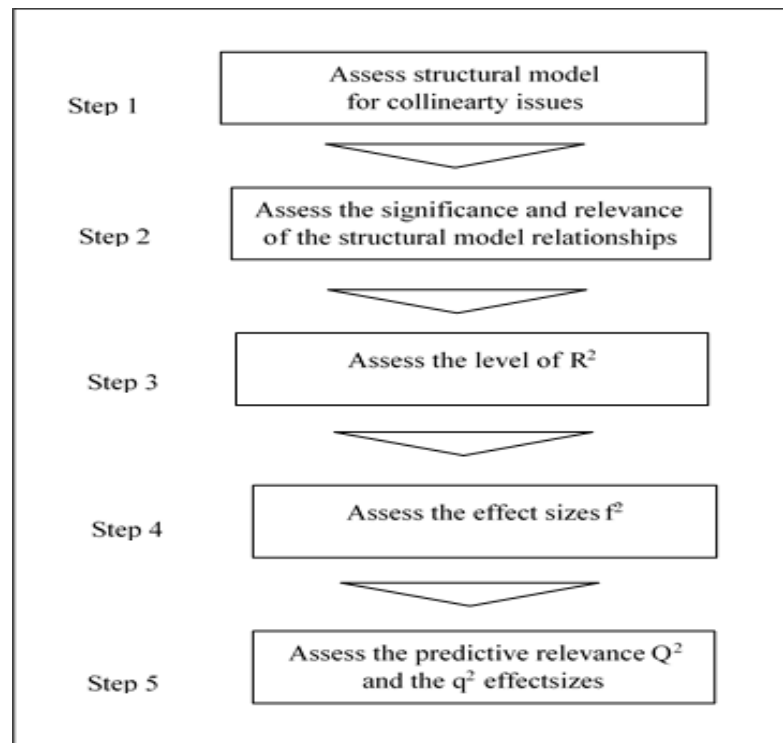 Step 1
Assess structural model
for collinearty issues
Step 2
Assess the significance and relevance
of the structural model relationships
Step 3
Assess the level of R²
Step 4
Assess the effect sizes f²
Step 5
Assess the predictive relevance Q²
and the q² effectsizes